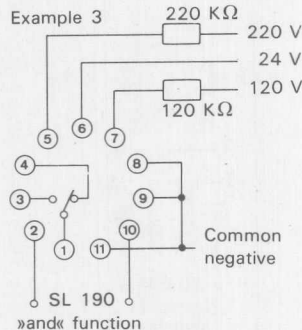 Example 3
220 KΩ
220 V
24 V
120 V
120 KΩ
5
6
7
4
8
3
9
2
1
10
11
Common
negative
SL 190
»and« function